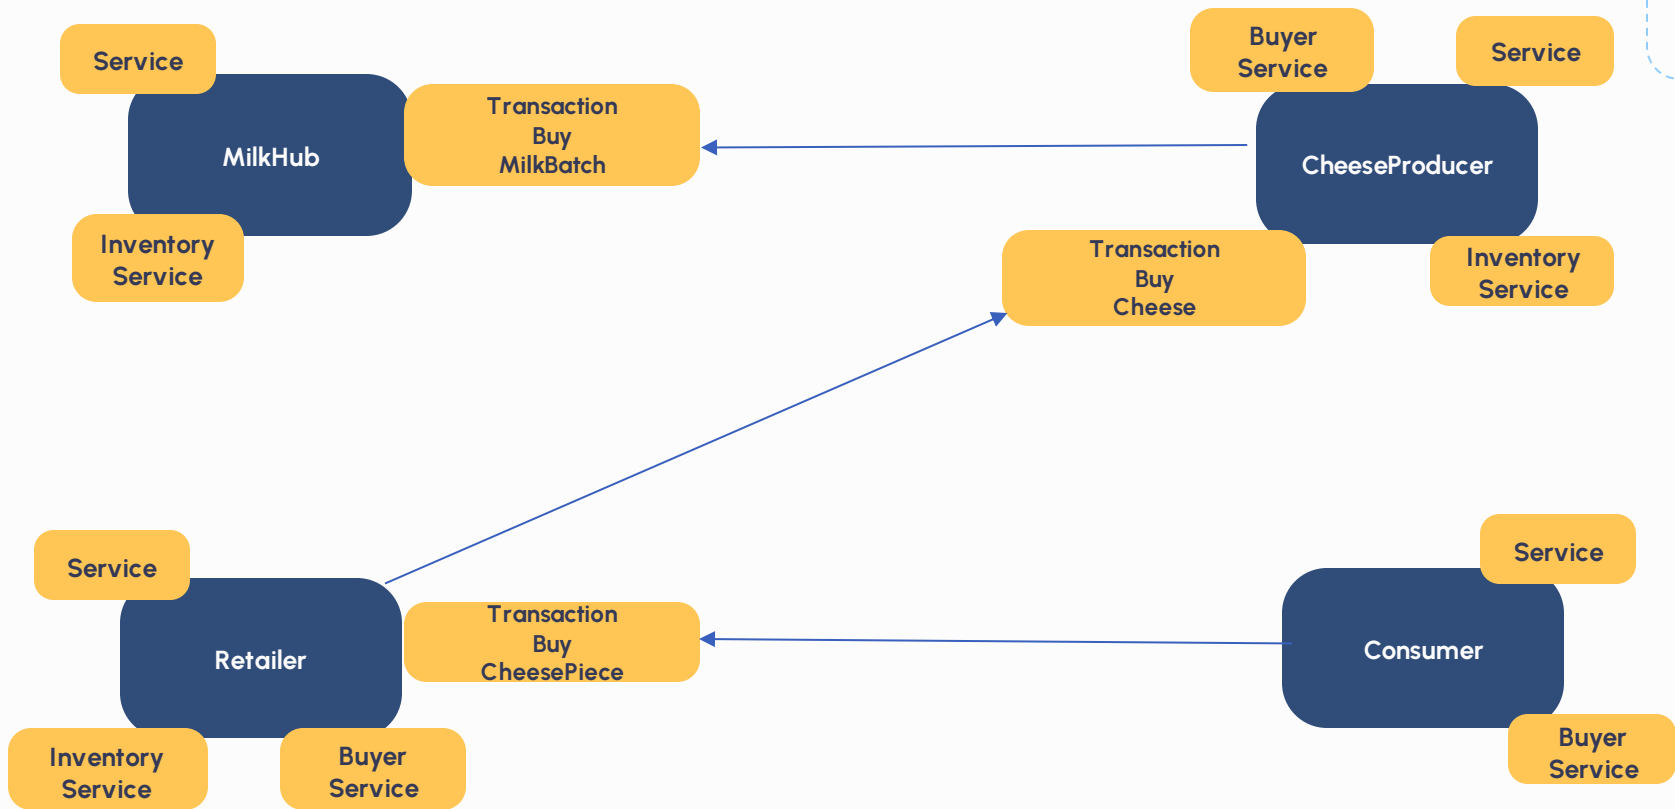 Service
MilkHub
Transaction
Buy
MilkBatch
Inventory
Service
Buyer
Service
Service
CheeseProducer
Transaction
Buy
Cheese
Inventory
Service
Service
Retailer
Transaction
Buy
CheesePiece
Inventory
Service
Buyer
Service
Service
Consumer
Buyer
Service